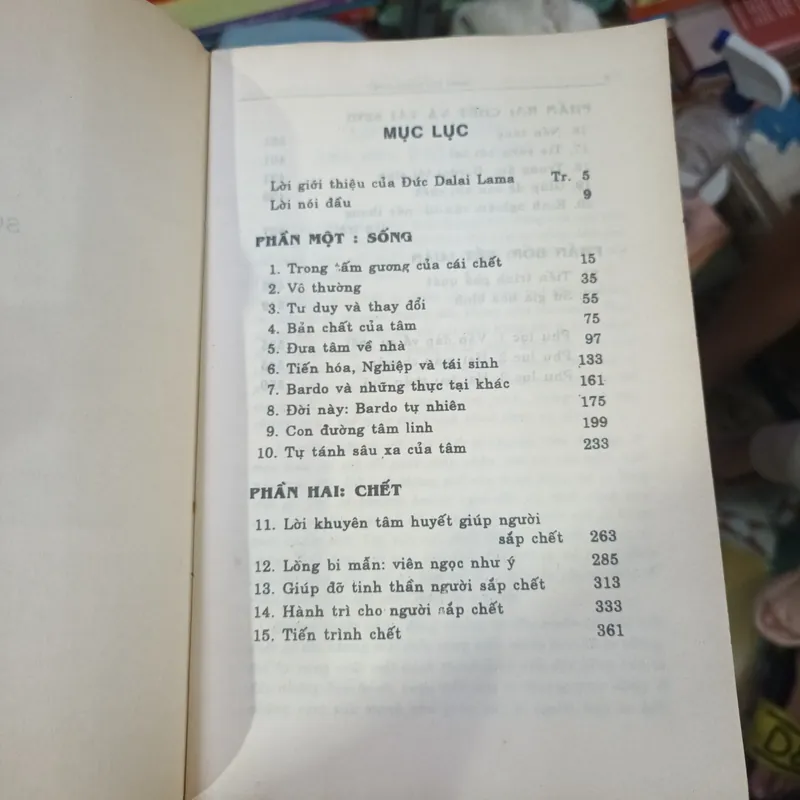 MỤC LỤC
Lời giới thiệu của Đức Dalai Lama Tr. 5
Lời nói đầu 9
PHẦN MỘT : SỐNG
1. Trong tấm gương của cái chết 15
2. Vô thường 35
3. Tư duy và thay đổi 55
4. Bản chất của tâm 75
5. Đưa tâm về nhà 97
6. Tiến hóa, Nghiệp và tái sinh 133
7. Bardo và những thực tại khác 161
8. Đời này: Bardo tự nhiên 175
9. Con đường tâm linh 199
10. Tự tánh sâu xa của tâm 233
PHẦN HAI: CHẾT
11. Lời khuyên tâm huyết giúp người
sắp chết 263
12. Lòng bi mẫn: viên ngọc như ý 285
13. Giúp đỡ tinh thần người sắp chết 313
14. Hành trì cho người sắp chết 333
15. Tiến trình chết 361